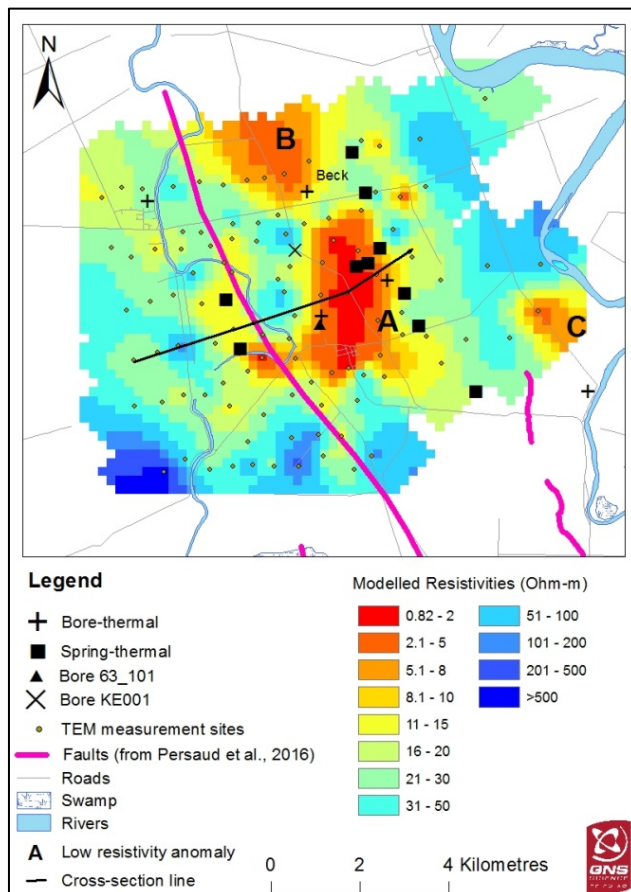 N
B
Beck
A
C
Legend
Bore-thermal
Spring-thermal
Bore 63_101
Bore KE001
TEM measurement sites
Faults (from Persaud et al., 2016)
Roads
Swamp
Rivers
A Low resistivity anomaly
Cross-section line
Modelled Resistivities (Ohm-m)
0.82 - 2
2.1 - 5
5.1 - 8
8.1 - 10
11 - 15
16 - 20
21 - 30
31 - 50
51 - 100
101 - 200
201 - 500
>500
0 2 4 Kilometres
GNS
SCIENCE
TE PŪ AO